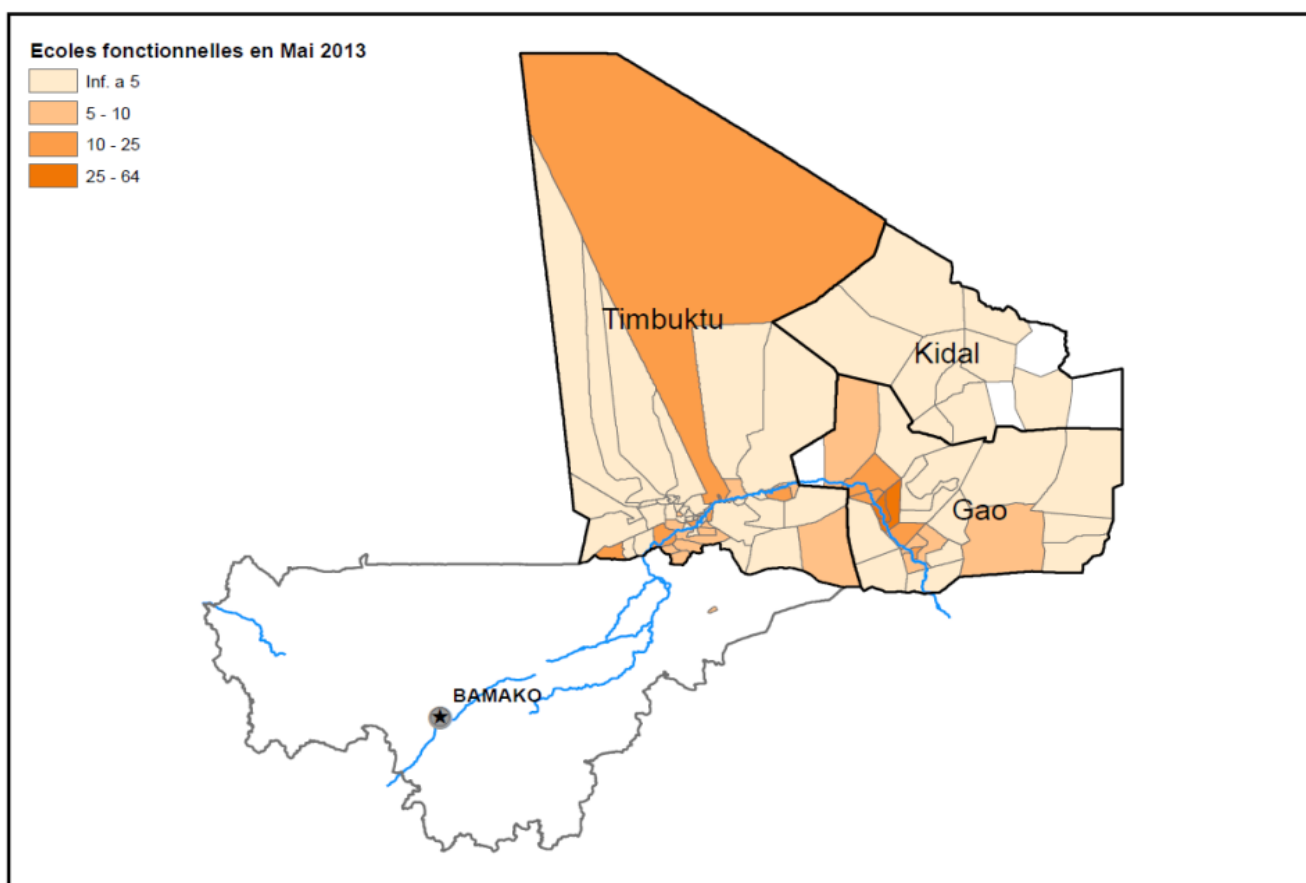 Ecoles fonctionnelles en Mai 2013
Inf. a 5
5 - 10
10 - 25
25 - 64
Timbuktu
Kidal
Gao
BAMAKO